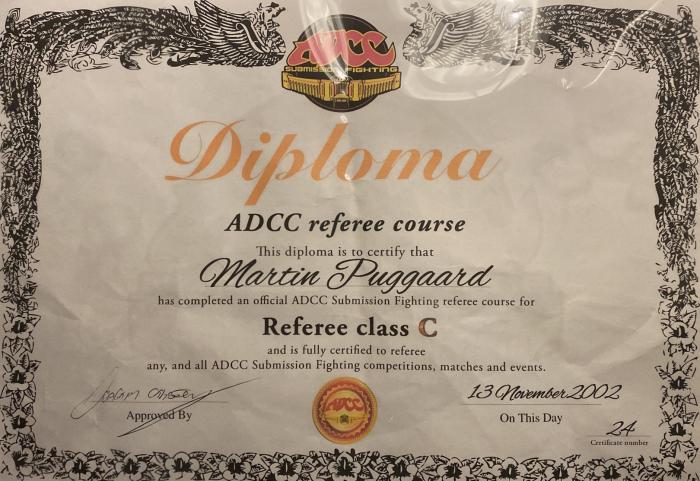 ADCC
SUBMISSION FIGHTING
Diploma
ADCC referee course
This diploma is to certify that
Martin Puggaard
has completed an official ADCC Submission Fighting referee course for
Referee class C
and is fully certified to referee
any, and all ADCC Submission Fighting competitions, matches and events.
Approved By
ADCC
13 November 2002
On This Day
24
Certificate number